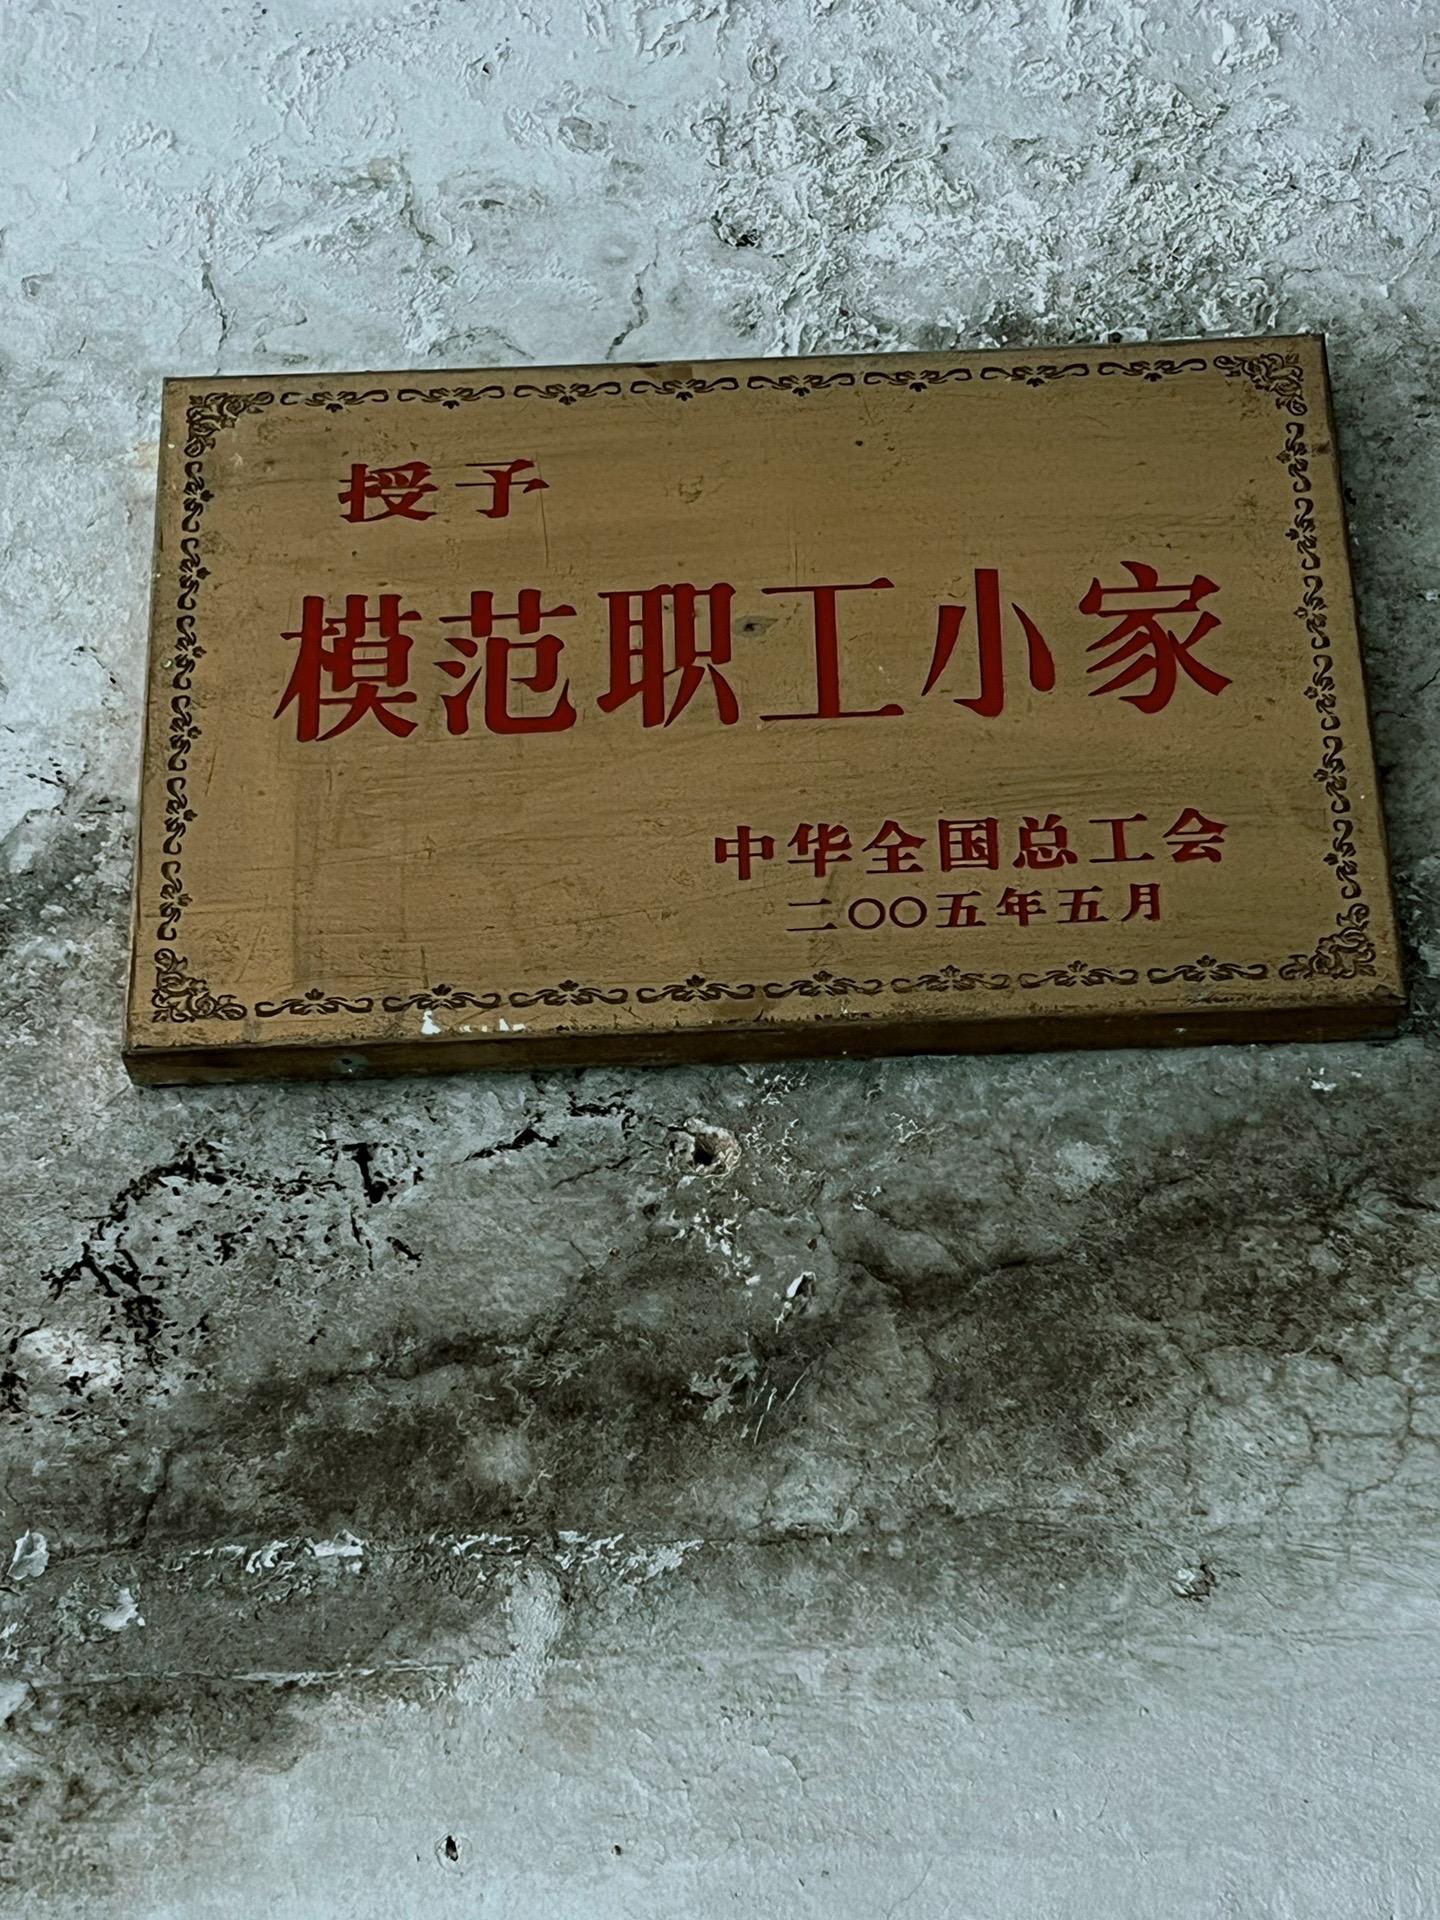 授予
模范职工小家
中华全国总工会
二〇〇五年五月